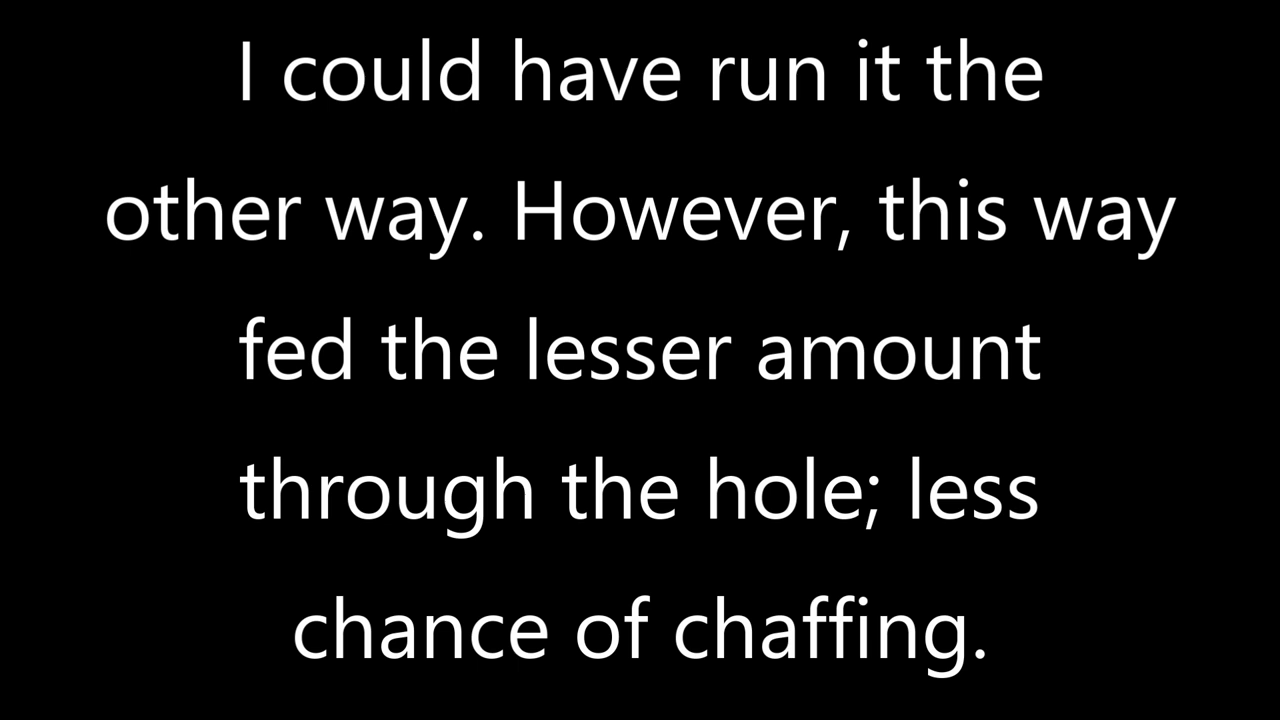 I could have run it the
other way. However, this way
fed the lesser amount
through the hole; less
chance of chaffing.